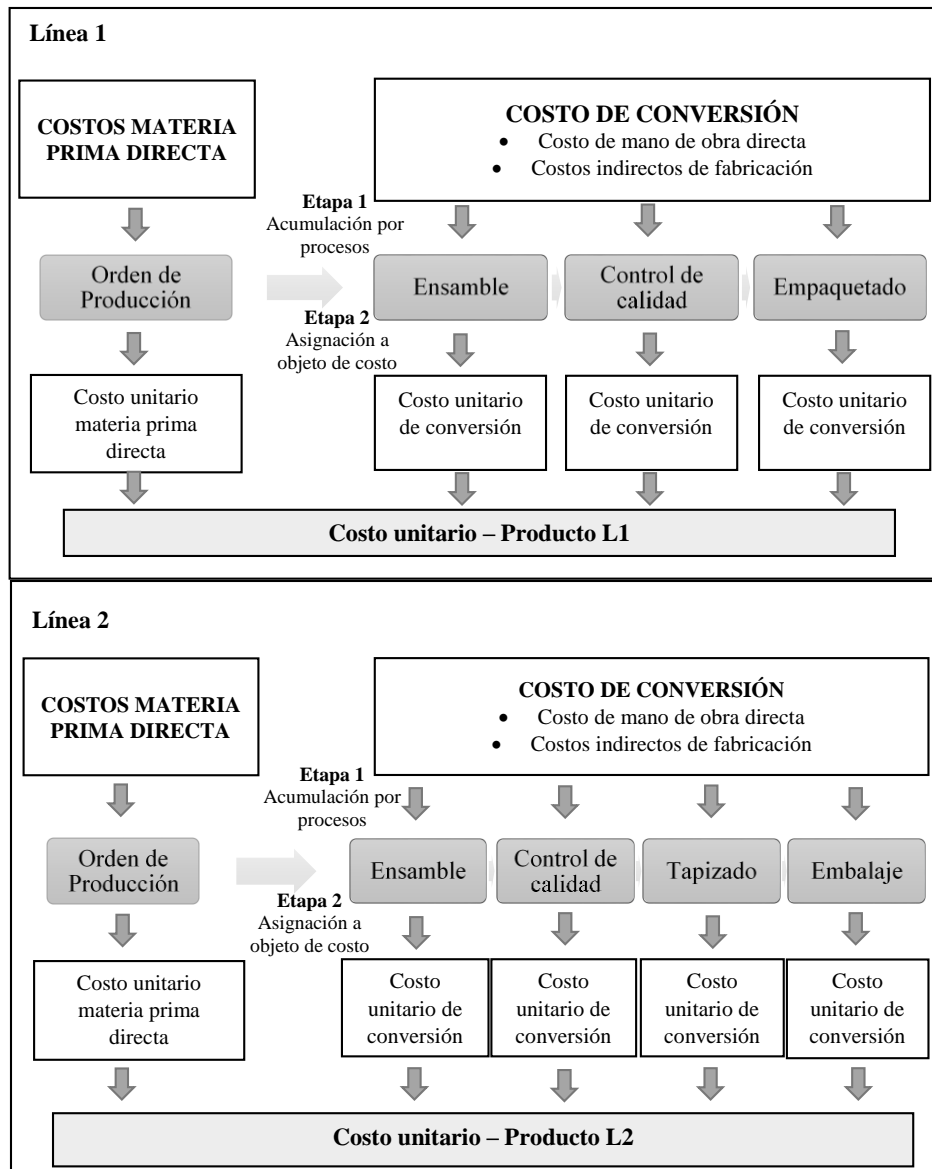 Línea 1
COSTOS MATERIA
PRIMA DIRECTA
COSTO DE CONVERSIÓN
• Costo de mano de obra directa
• Costos indirectos de fabricación
Etapa 1
Acumulación por
procesos
Orden de
Producción
Ensamble
Control de
calidad
Empaquetado
Etapa 2
Asignación a
objeto de costo
Costo unitario
materia prima
directa
Costo unitario
de conversión
Costo unitario
de conversión
Costo unitario
de conversión
Costo unitario – Producto L1
Línea 2
COSTOS MATERIA
PRIMA DIRECTA
COSTO DE CONVERSIÓN
• Costo de mano de obra directa
• Costos indirectos de fabricación
Etapa 1
Acumulación por
procesos
Orden de
Producción
Ensamble
Control de
calidad
Tapizado
Embalaje
Etapa 2
Asignación a
objeto de costo
Costo unitario
materia prima
directa
Costo
unitario de
conversión
Costo
unitario de
conversión
Costo
unitario de
conversión
Costo
unitario de
conversión
Costo unitario – Producto L2